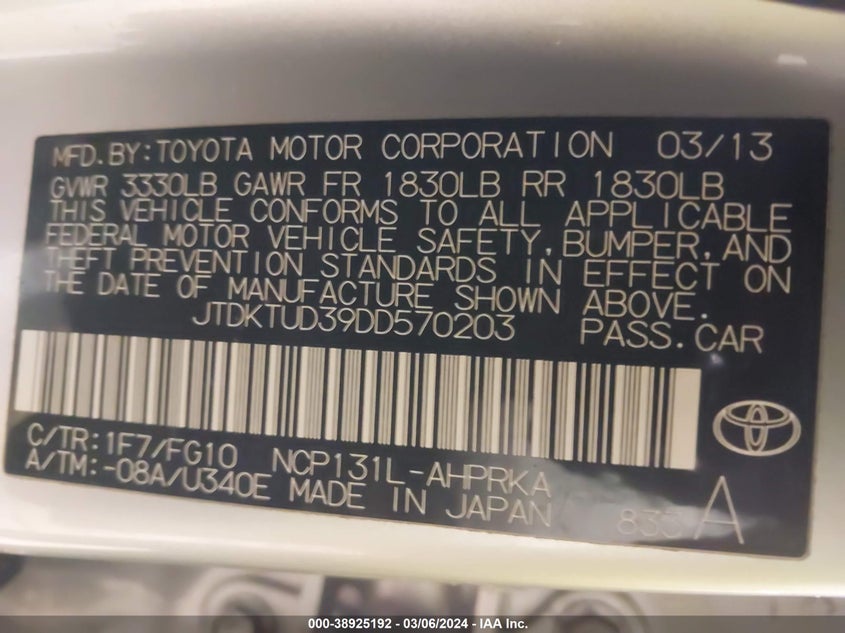 MFD.BY:TOYOTA MOTOR CORPORATION 03/13
GVWR 3330LB GAWR FR 1830LB RR 1830LB
THIS VEHICLE CONFORMS TO ALL APPLICABLE
FEDERAL MOTOR VEHICLE SAFETY,BUMPER,AND
THEFT PREVENTION STANDARDS IN EFFECT ON
THE DATE OF MANUFACTURE SHOWN ABOVE.
JTDKTUD39DD570203 PASS.CAR
C/TR:1F7/FG10 NCP131L-AHPRKA
A/TM:-08A/U340E MADE IN JAPAN
A
000-38925192 - 03/06/2024 - IAA Inc.